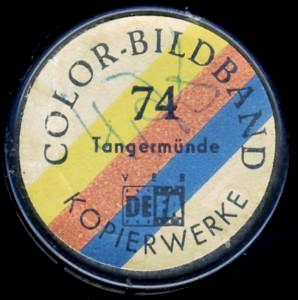 COLOR-BILDBAND
74
Tangermünde
VEB
DEFA
KOPIERWERKE